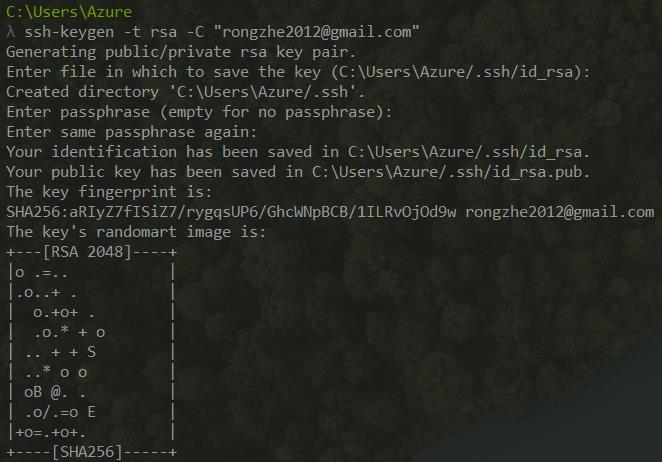 C:\Users\Azure
λ ssh-keygen -t rsa -C "rongzhe2012@gmail.com"
Generating public/private rsa key pair.
Enter file in which to save the key (C:\Users\Azure/.ssh/id_rsa):
Created directory 'C:\Users\Azure/.ssh'.
Enter passphrase (empty for no passphrase):
Enter same passphrase again:
Your identification has been saved in C:\Users\Azure/.ssh/id_rsa.
Your public key has been saved in C:\Users\Azure/.ssh/id_rsa.pub.
The key fingerprint is:
SHA256:aRIyZ7fISiZ7/rygqsUP6/GhcWNpBCB/1ILRvOjOd9w rongzhe2012@gmail.com
The key's randomart image is:
+---[RSA 2048]----+
|o .=..           |
|.o..+ .          |
|  o.+o+ .        |
|  .o.* + o       |
| .. + + S        |
| ..* o o         |
| oB @. .         |
| .o/.=o E        |
|+o=.+o+.         |
+----[SHA256]-----+